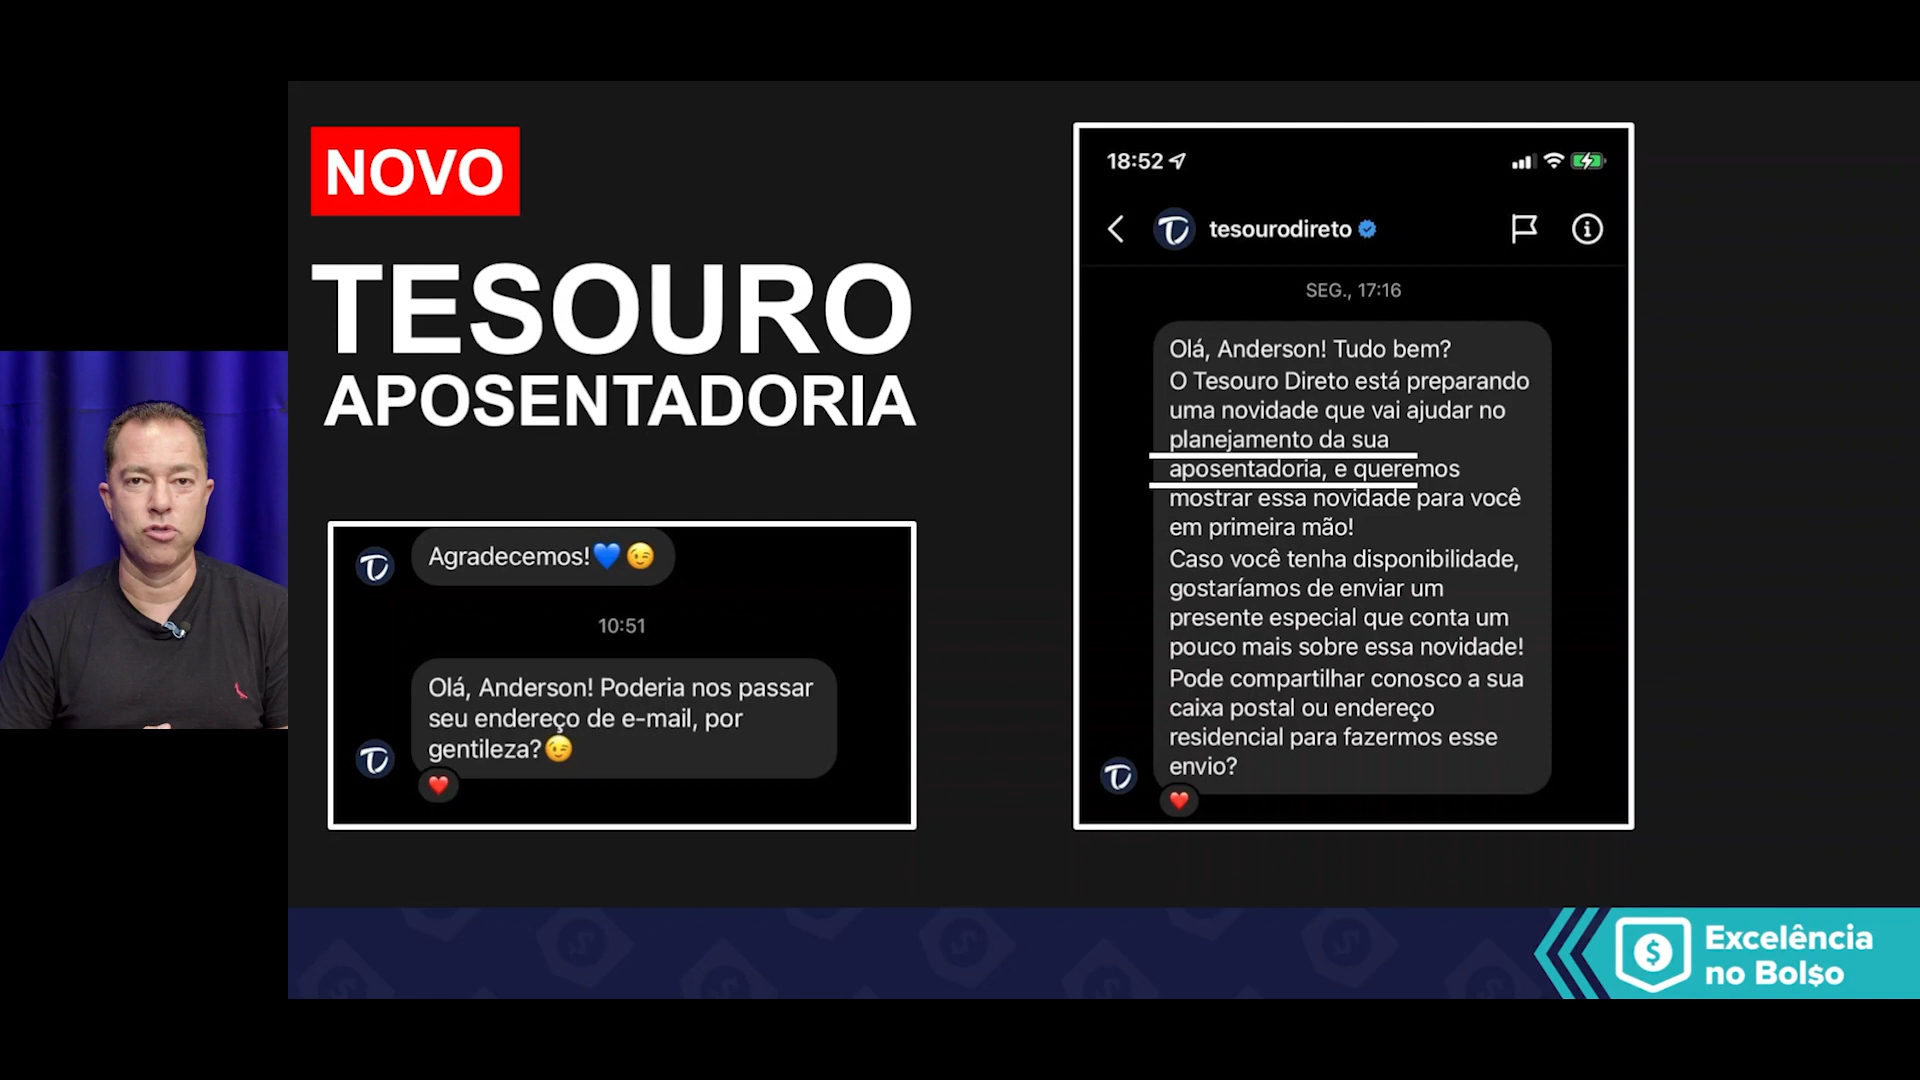 NOVO
TESOURO
APOSENTADORIA
Agradecemos!💙😉
10:51
Olá, Anderson! Poderia nos passar
seu endereço de e-mail, por
gentileza?😉
❤️
18:52
tesourodireto
SEG., 17:16
Olá, Anderson! Tudo bem?
O Tesouro Direto está preparando
uma novidade que vai ajudar no
planejamento da sua
aposentadoria, e queremos
mostrar essa novidade para você
em primeira mão!
Caso você tenha disponibilidade,
gostaríamos de enviar um
presente especial que conta um
pouco mais sobre essa novidade!
Pode compartilhar conosco a sua
caixa postal ou endereço
residencial para fazermos esse
envio?
❤️
Excelência
no Bol$o